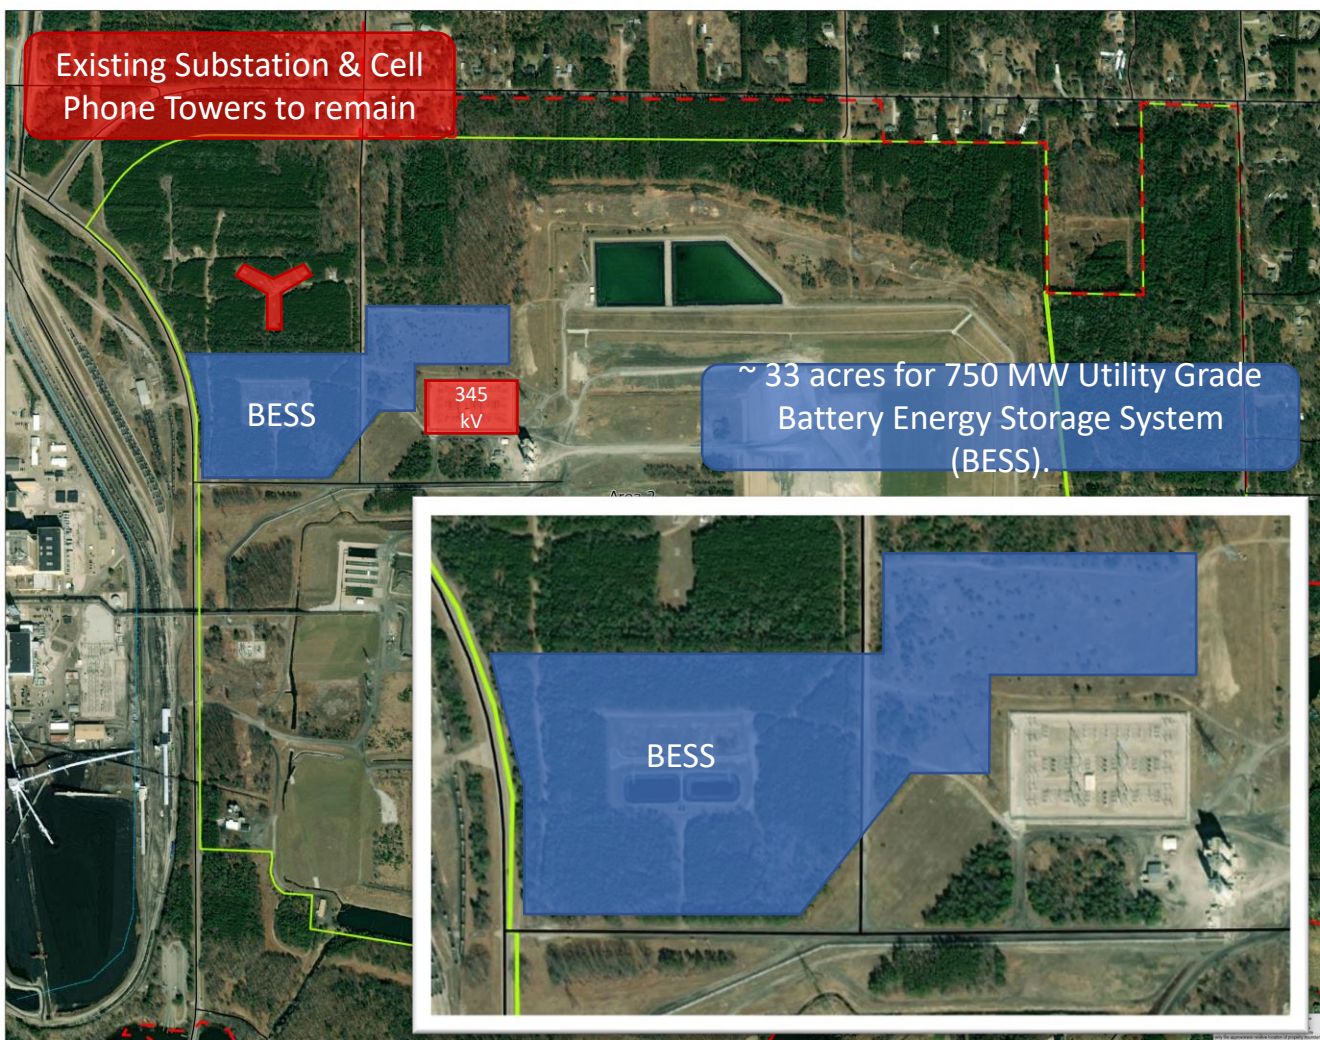 Existing Substation & Cell
Phone Towers to remain
345
kV
BESS
~ 33 acres for 750 MW Utility Grade
Battery Energy Storage System
(BESS).
BESS